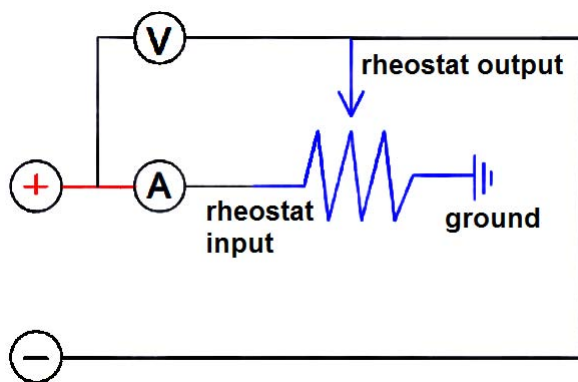 V
rheostat output
+
A
rheostat
input
ground
−